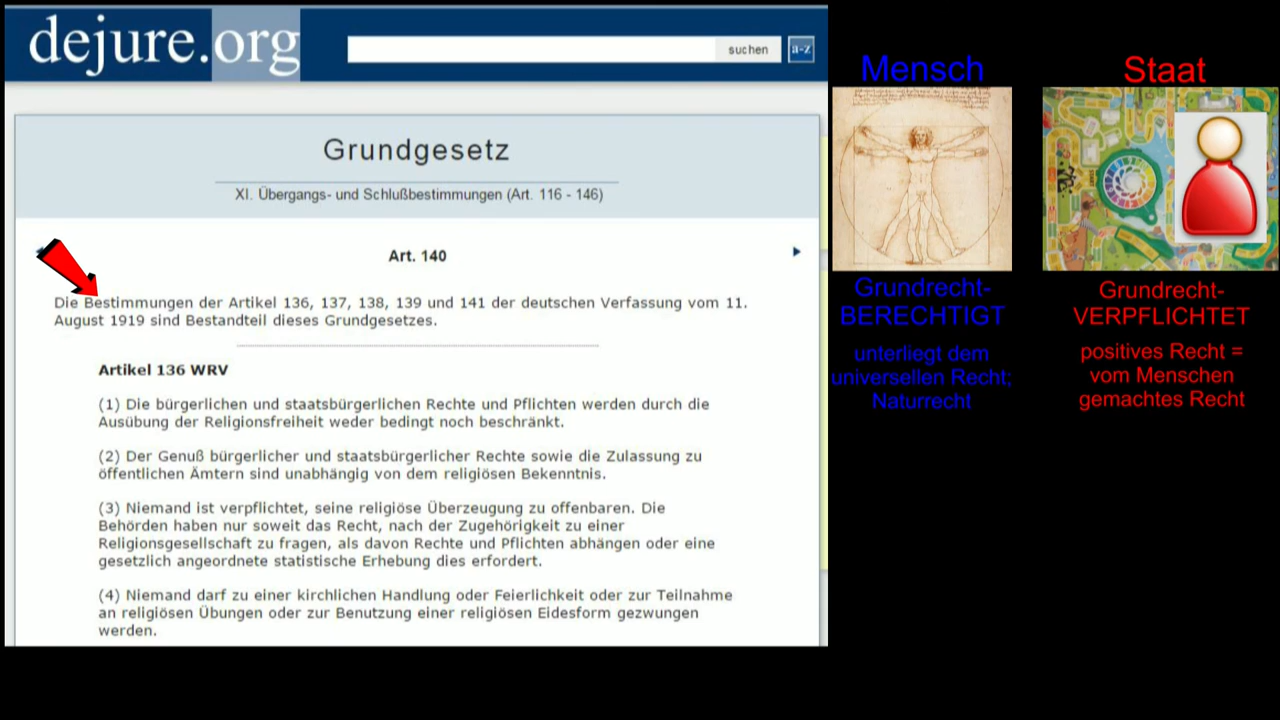 dejure.org
suchen
a-z
Grundgesetz
XI. Übergangs- und Schlußbestimmungen (Art. 116 - 146)
Art. 140
Die Bestimmungen der Artikel 136, 137, 138, 139 und 141 der deutschen Verfassung vom 11.
August 1919 sind Bestandteil dieses Grundgesetzes.
Artikel 136 WRV
(1) Die bürgerlichen und staatsbürgerlichen Rechte und Pflichten werden durch die
Ausübung der Religionsfreiheit weder bedingt noch beschränkt.
(2) Der Genuß bürgerlicher und staatsbürgerlicher Rechte sowie die Zulassung zu
öffentlichen Ämtern sind unabhängig von dem religiösen Bekenntnis.
(3) Niemand ist verpflichtet, seine religiöse Überzeugung zu offenbaren. Die
Behörden haben nur soweit das Recht, nach der Zugehörigkeit zu einer
Religionsgesellschaft zu fragen, als davon Rechte und Pflichten abhängen oder eine
gesetzlich angeordnete statistische Erhebung dies erfordert.
(4) Niemand darf zu einer kirchlichen Handlung oder Feierlichkeit oder zur Teilnahme
an religiösen Übungen oder zur Benutzung einer religiösen Eidesform gezwungen
werden.
Mensch
Grundrecht-
BERECHTIGT
unterliegt dem
universellen Recht;
Naturrecht
Staat
Grundrecht-
VERPFLICHTET
positives Recht =
vom Menschen
gemachtes Recht